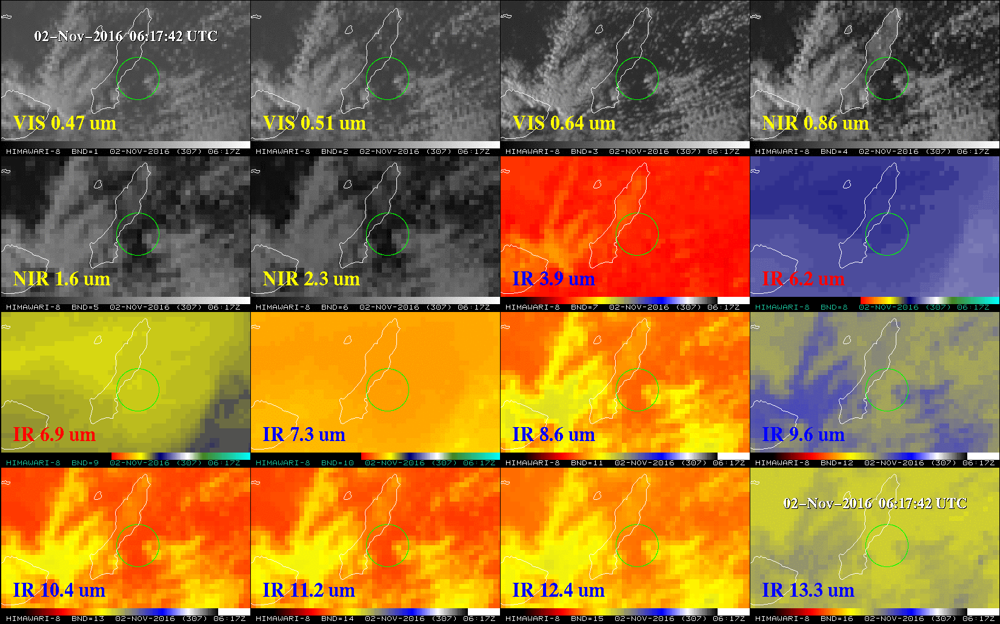 02-Nov-2016 06:17:42 UTC
VIS 0.47 um
VIS 0.51 um
VIS 0.64 um
NIR 0.86 um
HIMAWARI-8 BND=1 02-NOV-2016 (307) 06:17Z
HIMAWARI-8 BND=2 02-NOV-2016 (307) 06:17Z
HIMAWARI-8 BND=3 02-NOV-2016 (307) 06:17Z
HIMAWARI-8 BND=4 02-NOV-2016 (307) 06:17Z
NIR 1.6 um
NIR 2.3 um
IR 3.9 um
IR 6.2 um
HIMAWARI-8 BND=5 02-NOV-2016 (307) 06:17Z
HIMAWARI-8 BND=6 02-NOV-2016 (307) 06:17Z
HIMAWARI-8 BND=7 02-NOV-2016 (307) 06:17Z
HIMAWARI-8 BND=8 02-NOV-2016 (307) 06:17Z
IR 6.9 um
IR 7.3 um
IR 8.6 um
IR 9.6 um
HIMAWARI-8 BND=9 02-NOV-2016 (307) 06:17Z
HIMAWARI-8 BND=10 02-NOV-2016 (307) 06:17Z
HIMAWARI-8 BND=11 02-NOV-2016 (307) 06:17Z
HIMAWARI-8 BND=12 02-NOV-2016 (307) 06:17Z
02-Nov-2016 06:17:42 UTC
IR 10.4 um
IR 11.2 um
IR 12.4 um
IR 13.3 um
HIMAWARI-8 BND=13 02-NOV-2016 (307) 06:17Z
HIMAWARI-8 BND=14 02-NOV-2016 (307) 06:17Z
HIMAWARI-8 BND=15 02-NOV-2016 (307) 06:17Z
HIMAWARI-8 BND=16 02-NOV-2016 (307) 06:17Z